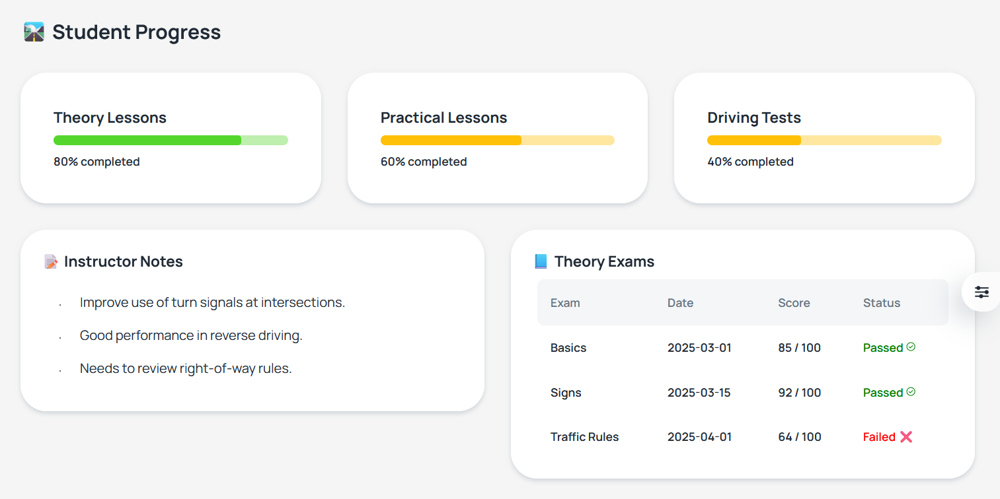 Student Progress
Theory Lessons
80% completed
Practical Lessons
60% completed
Driving Tests
40% completed
Instructor Notes
· Improve use of turn signals at intersections.
· Good performance in reverse driving.
· Needs to review right-of-way rules.
Theory Exams
Exam Date Score Status
Basics 2025-03-01 85 / 100 Passed
Signs 2025-03-15 92 / 100 Passed
Traffic Rules 2025-04-01 64 / 100 Failed ❌